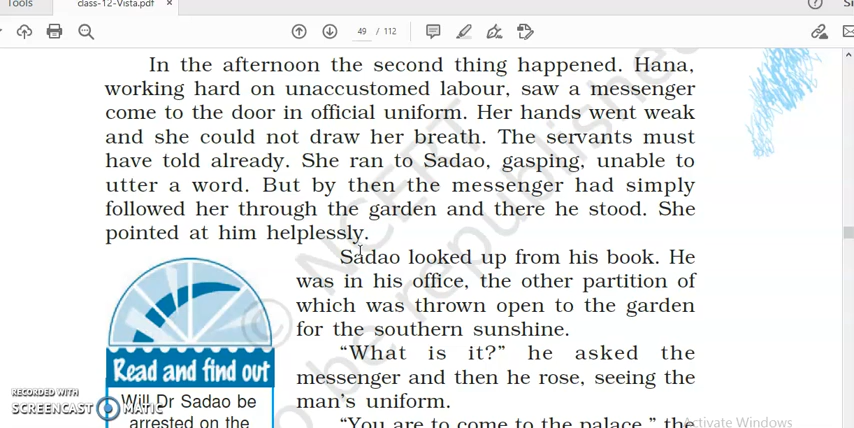 Tools
class-12-Vista.pdf
×
49 / 112
In the afternoon the second thing happened. Hana,
working hard on unaccustomed labour, saw a messenger
come to the door in official uniform. Her hands went weak
and she could not draw her breath. The servants must
have told already. She ran to Sadao, gasping, unable to
utter a word. But by then the messenger had simply
followed her through the garden and there he stood. She
pointed at him helplessly.
Sadao looked up from his book. He
was in his office, the other partition of
which was thrown open to the garden
for the southern sunshine.
“What is it?” he asked the
messenger and then he rose, seeing the
man’s uniform.
“You are to come to the palace,” the
Read and find out
Will Dr Sadao be
arrested on the
© NCERT
to be republished
RECORDED WITH
SCREENCAST MATIC
Activate Windows